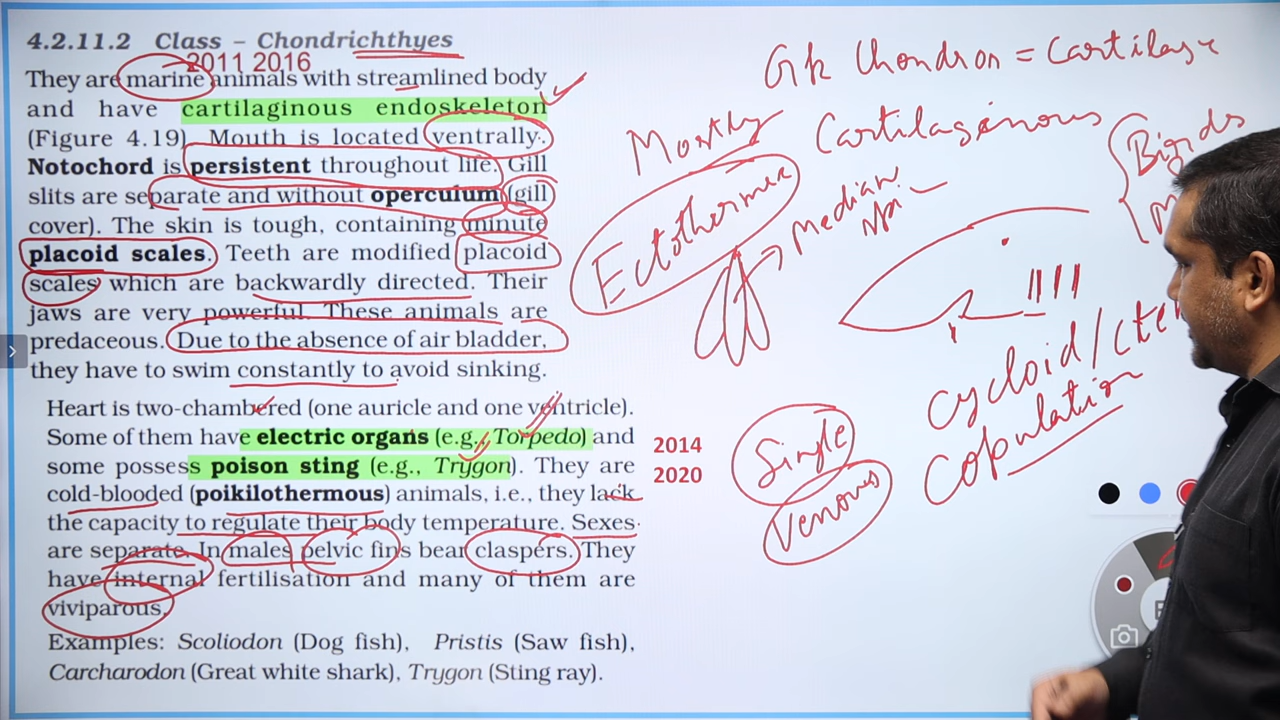 4.2.11.2 Class – Chondrichthyes
2011 2016
They are marine animals with streamlined body
and have cartilaginous endoskeleton
(Figure 4.19). Mouth is located ventrally.
Notochord is persistent throughout life. Gill
slits are separate and without operculum (gill
cover). The skin is tough, containing minute
placoid scales. Teeth are modified placoid
scales which are backwardly directed. Their
jaws are very powerful. These animals are
predaceous. Due to the absence of air bladder,
they have to swim constantly to avoid sinking.
Heart is two-chambered (one auricle and one ventricle).
Some of them have electric organs (e.g., Torpedo) and
some possess poison sting (e.g., Trygon). They are
cold-blooded (poikilothermous) animals, i.e., they lack
the capacity to regulate their body temperature. Sexes
are separate. In males pelvic fins bear claspers. They
have internal fertilisation and many of them are
viviparous.
Examples: Scoliodon (Dog fish), Pristis (Saw fish),
Carcharodon (Great white shark), Trygon (Sting ray).
2014
2020
Gk Chondron = Cartilage
Mostly Cartilagenous
Ectothermer
Median
Birds
M
cycloid/cte
copulation
Single
Venous